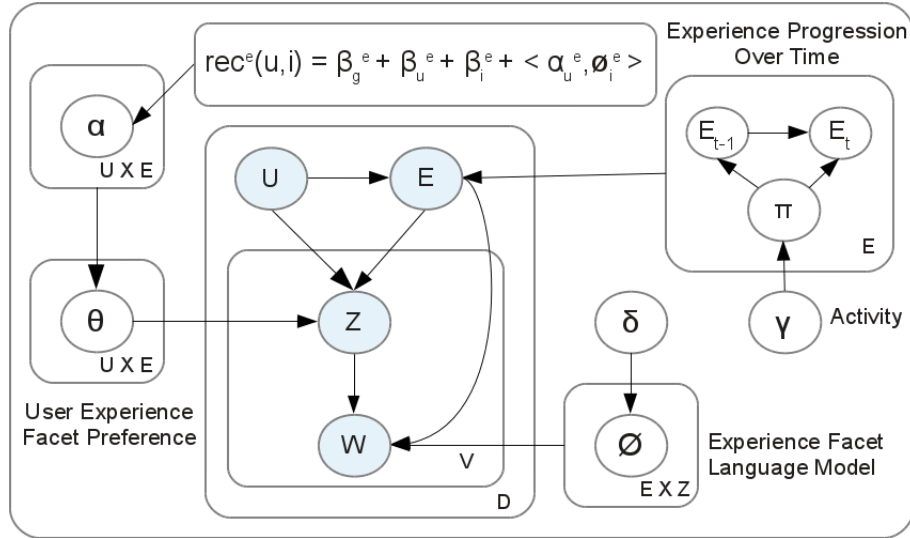 rec^e(u,i) = β_g^e + β_u^e + β_i^e + < α_u^e, ø_i^e >
Experience Progression
Over Time
α
U X E
E_t-1
E_t
π
E
U
E
Z
θ
U X E
δ
γ
Activity
User Experience
Facet Preference
W
V
D
Ø
E X Z
Experience Facet
Language Model